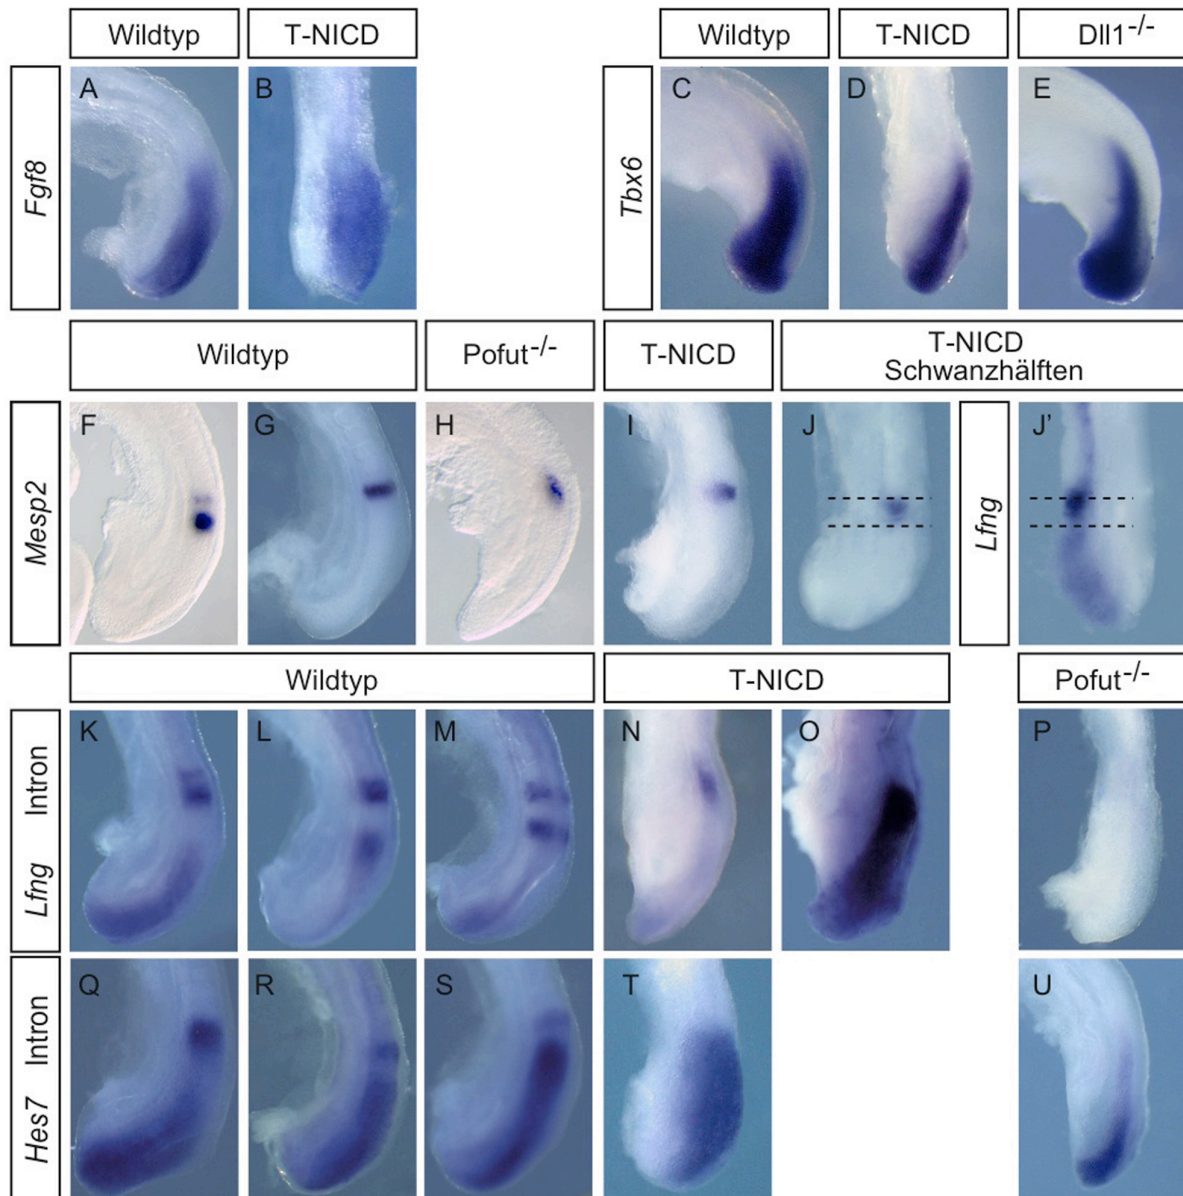 Wildtyp T-NICD Wildtyp T-NICD Dll1-/-
Fgf8 A B Tbx6 C D E
Wildtyp Pofut-/- T-NICD T-NICD
Schwanzhälften
Mesp2 F G H I J Lfng J’
Wildtyp T-NICD Pofut-/-
Lfng Intron K L M N O P
Hes7 Intron Q R S T U